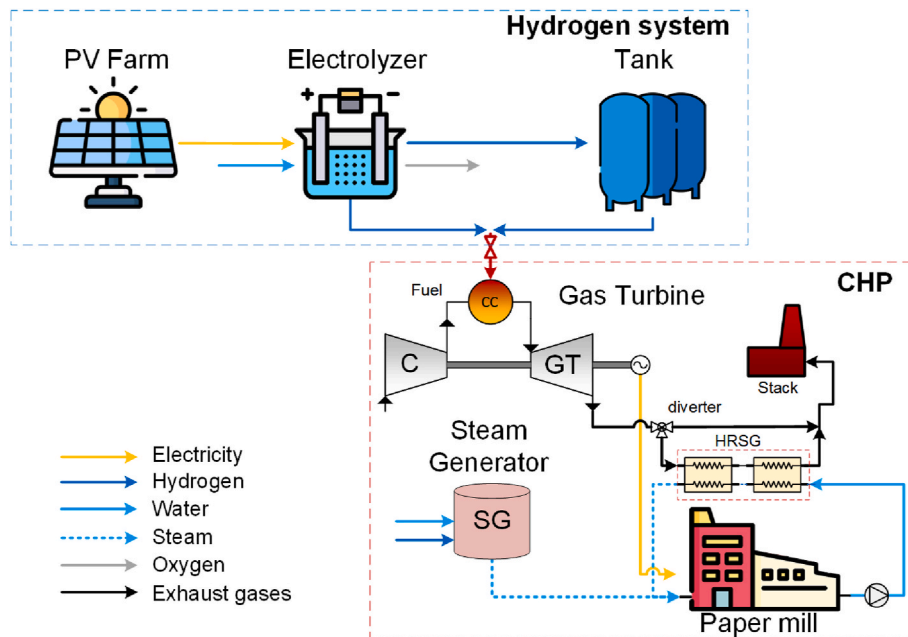 Hydrogen system
PV Farm
Electrolyzer
Tank
+
−
CHP
Fuel
CC
Gas Turbine
C
GT
Stack
diverter
HRSG
Steam
Generator
SG
Electricity
Hydrogen
Water
Steam
Oxygen
Exhaust gases
Paper mill